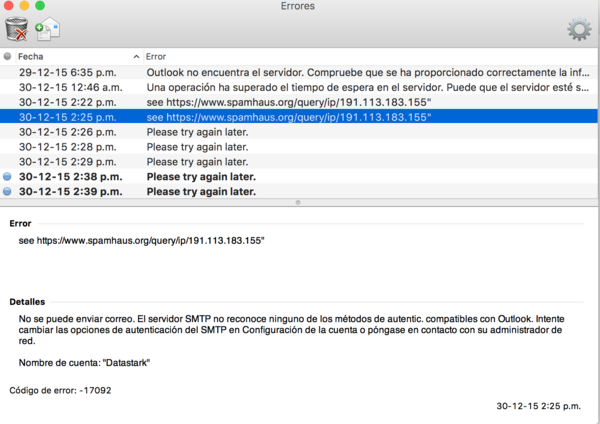 Errores
Fecha Error
29-12-15 6:35 p.m. Outlook no encuentra el servidor. Compruebe que se ha proporcionado correctamente la inf...
30-12-15 12:46 a.m. Una operación ha superado el tiempo de espera en el servidor. Puede que el servidor esté s...
30-12-15 2:22 p.m. see https://www.spamhaus.org/query/ip/191.113.183.155"
30-12-15 2:25 p.m. see https://www.spamhaus.org/query/ip/191.113.183.155"
30-12-15 2:26 p.m. Please try again later.
30-12-15 2:28 p.m. Please try again later.
30-12-15 2:29 p.m. Please try again later.
30-12-15 2:38 p.m. Please try again later.
30-12-15 2:39 p.m. Please try again later.
Error
see https://www.spamhaus.org/query/ip/191.113.183.155"
Detalles
No se puede enviar correo. El servidor SMTP no reconoce ninguno de los métodos de autentic. compatibles con Outlook. Intente
cambiar las opciones de autenticación del SMTP en Configuración de la cuenta o póngase en contacto con su administrador de
red.
Nombre de cuenta: "Datastark"
Código de error: -17092
30-12-15 2:25 p.m.